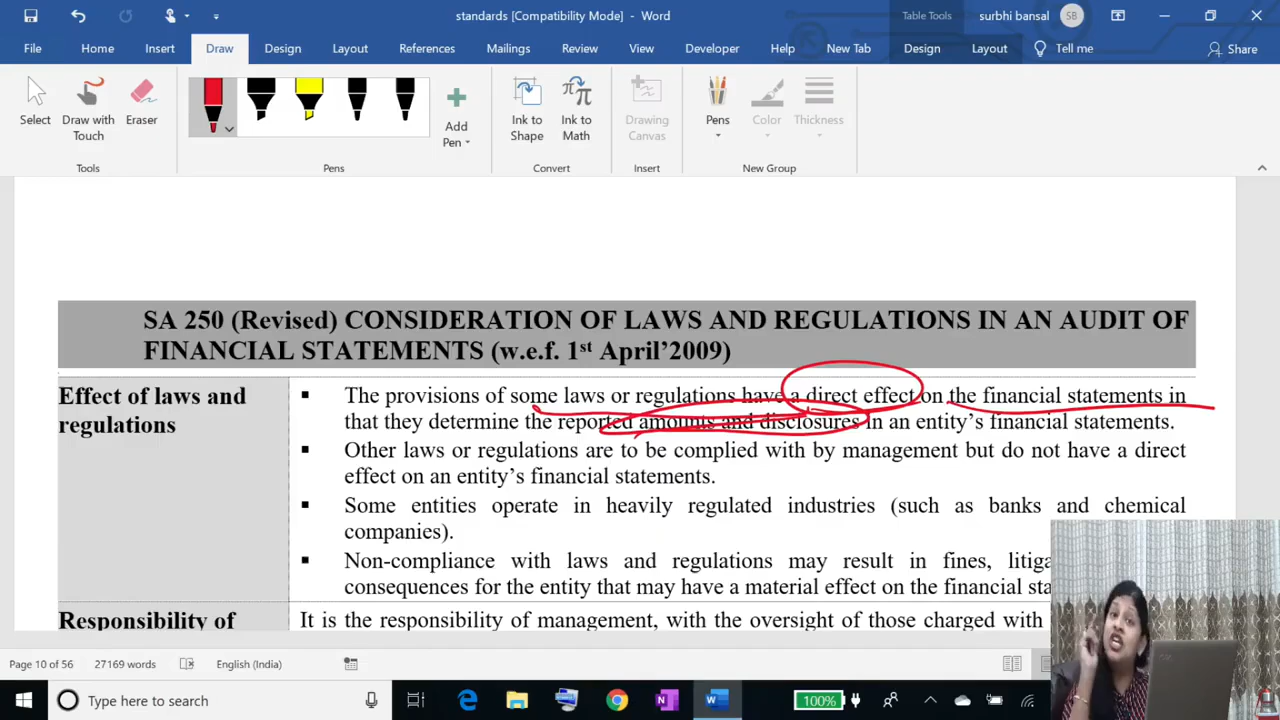 standards [Compatibility Mode] - Word
Table Tools
surbhi bansal
SB
File Home Insert Draw Design Layout References Mailings Review View Developer Help New Tab Design Layout Tell me Share
Select
Draw with Touch
Eraser
Add Pen
Ink to Shape
Ink to Math
Drawing Canvas
Pens
Color
Thickness
Tools
Pens
Convert
Insert
New Group
SA 250 (Revised) CONSIDERATION OF LAWS AND REGULATIONS IN AN AUDIT OF
FINANCIAL STATEMENTS (w.e.f. 1st April’2009)
Effect of laws and
regulations
▪ The provisions of some laws or regulations have a direct effect on the financial statements in
that they determine the reported amounts and disclosures in an entity’s financial statements.
▪ Other laws or regulations are to be complied with by management but do not have a direct
effect on an entity’s financial statements.
▪ Some entities operate in heavily regulated industries (such as banks and chemical
companies).
▪ Non-compliance with laws and regulations may result in fines,
consequences for the entity that may have a material effect on the financial
Responsibility of
It is the responsibility of management, with the oversight of those charged with
Page 10 of 56
27169 words
English (India)
Type here to search
100%